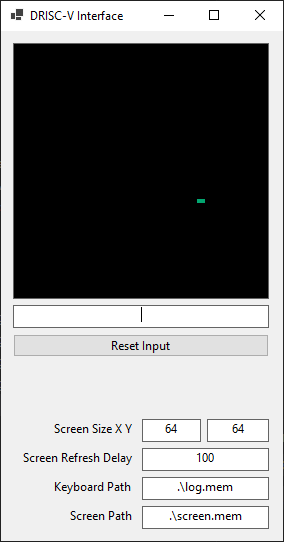 DRISC-V Interface
Reset Input
Screen Size X Y 64 64
Screen Refresh Delay 100
Keyboard Path .\log.mem
Screen Path .\screen.mem